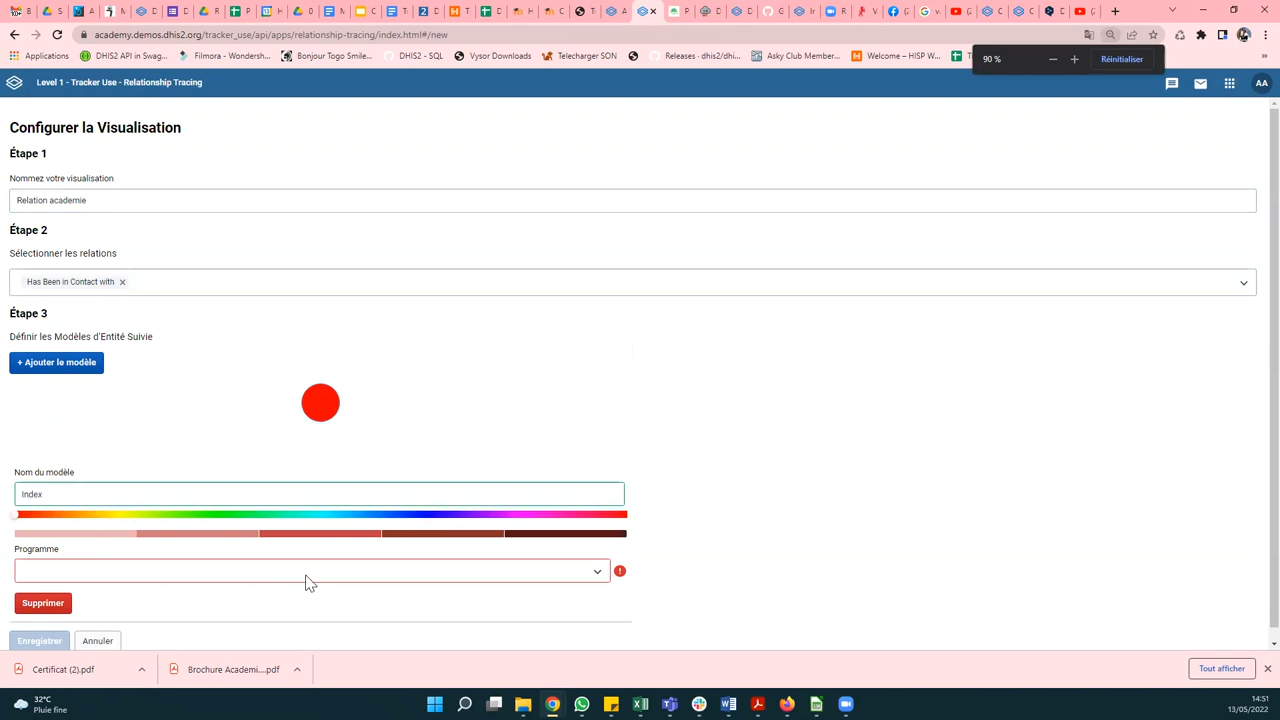 academy.demos.dhis2.org/tracker_use/api/apps/relationship-tracing/index.html#/new
Applications
DHIS2 API in Swag...
Filmora - Wondersh...
Bonjour Togo Smile...
DHIS2 - SQL
Vysor Downloads
Telecharger SON
Releases · dhis2/dhi...
Asky Club Member...
Welcome – HISP W...
90 %
Réinitialiser
Level 1 - Tracker Use - Relationship Tracing
AA
Configurer la Visualisation
Étape 1
Nommez votre visualisation
Relation academie
Étape 2
Sélectionner les relations
Has Been in Contact with
Étape 3
Définir les Modèles d'Entité Suivie
+ Ajouter le modèle
Nom du modèle
Index
Programme
Supprimer
Enregistrer Annuler
Certificat (2).pdf
Brochure Academi....pdf
Tout afficher
32°C
Pluie fine
14:51
13/05/2022